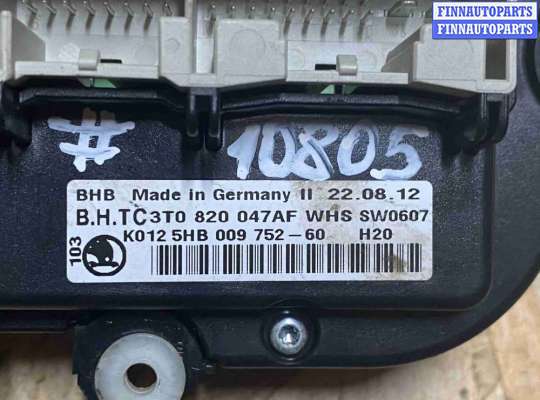 FINNAUTOPARTS
FINNAUTOPARTS
# 10805
BHB Made in Germany II 22.08.12
B.H.TC3T0 820 047AF WHS SW0607
K012 5HB 009 752-60 H20
103